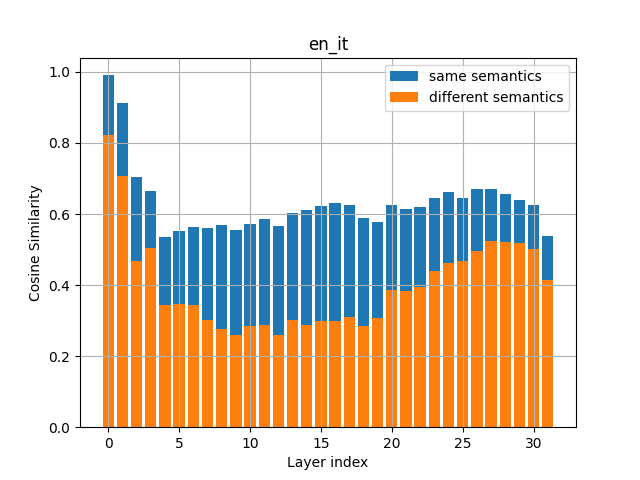 en_it
same semantics
different semantics
1.0
0.8
0.6
0.4
0.2
0.0
Cosine Similarity
0 5 10 15 20 25 30
Layer index